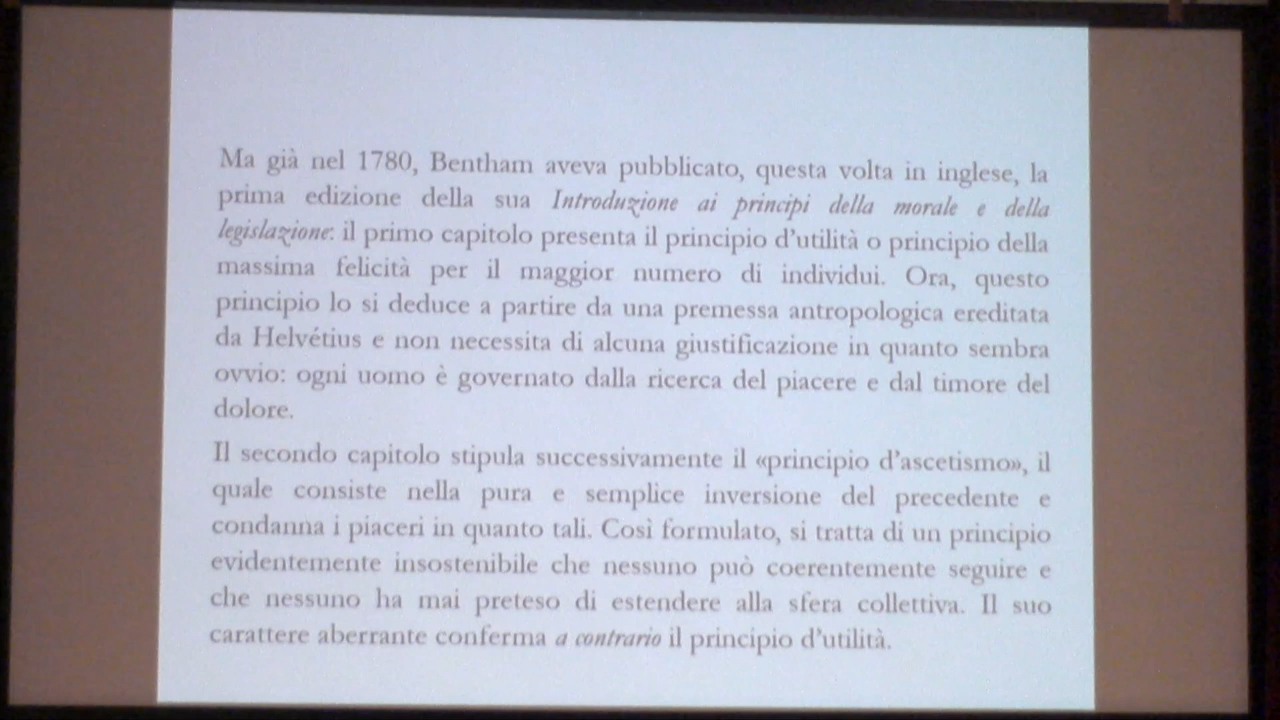 Ma già nel 1780, Bentham aveva pubblicato, questa volta in inglese, la
prima edizione della sua Introduzione ai principi della morale e della
legislazione: il primo capitolo presenta il principio d'utilità o principio della
massima felicità per il maggior numero di individui. Ora, questo
principio lo si deduce a partire da una premessa antropologica ereditata
da Helvétius e non necessita di alcuna giustificazione in quanto sembra
ovvio: ogni uomo è governato dalla ricerca del piacere e dal timore del
dolore.
Il secondo capitolo stipula successivamente il «principio d'ascetismo», il
quale consiste nella pura e semplice inversione del precedente e
condanna i piaceri in quanto tali. Così formulato, si tratta di un principio
evidentemente insostenibile che nessuno può coerentemente seguire e
che nessuno ha mai preteso di estendere alla sfera collettiva. Il suo
carattere aberrante conferma a contrario il principio d'utilità.